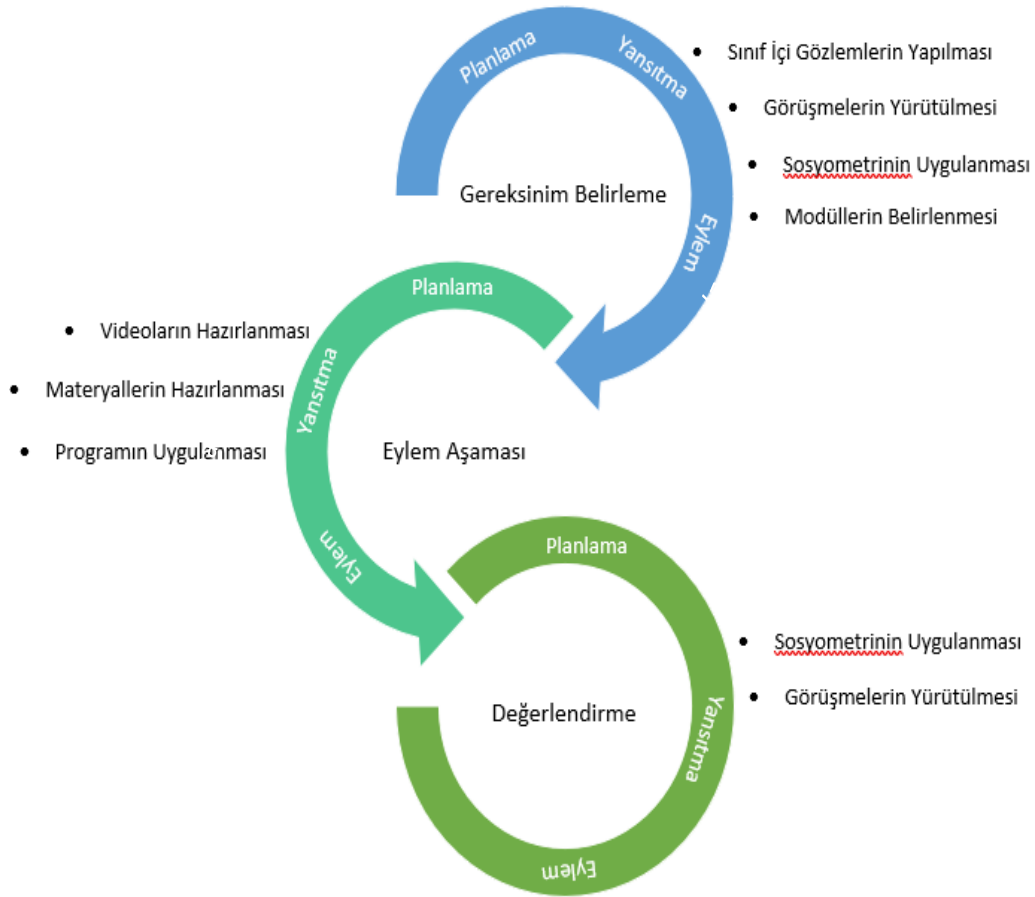 Planlama
Yansıtma
Eylem
Gereksinim Belirleme
Sınıf İçi Gözlemlerin Yapılması
Görüşmelerin Yürütülmesi
Sosyometrinin Uygulanması
Modüllerin Belirlenmesi
Planlama
Yansıtma
Eylem
Eylem Aşaması
Videoların Hazırlanması
Materyallerin Hazırlanması
Programın Uygulanması
Planlama
Yansıtma
Eylem
Değerlendirme
Sosyometrinin Uygulanması
Görüşmelerin Yürütülmesi